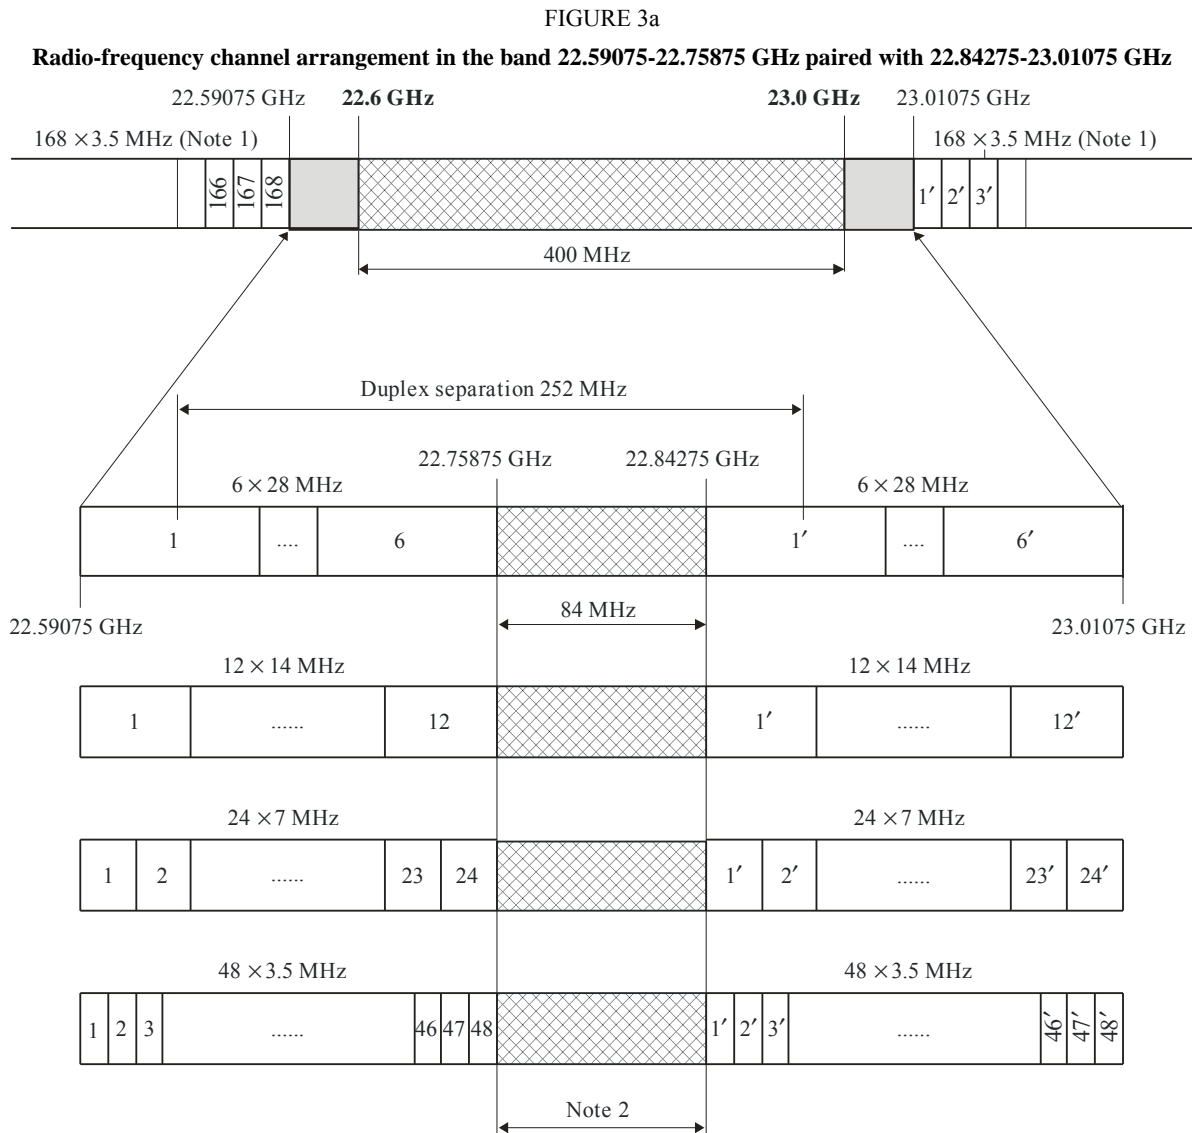 FIGURE 3a
Radio-frequency channel arrangement in the band 22.59075-22.75875 GHz paired with 22.84275-23.01075 GHz
22.59075 GHz 22.6 GHz 23.0 GHz 23.01075 GHz
168 ×3.5 MHz (Note 1) 168 ×3.5 MHz (Note 1)
166 167 168 1′ 2′ 3′
400 MHz
Duplex separation 252 MHz
22.75875 GHz 22.84275 GHz
6 × 28 MHz 6 × 28 MHz
1 .... 6 1′ .... 6′
84 MHz
22.59075 GHz 23.01075 GHz
12 × 14 MHz 12 × 14 MHz
1 ...... 12 1′ ...... 12′
24 ×7 MHz 24 ×7 MHz
1 2 ...... 23 24 1′ 2′ ...... 23′ 24′
48 ×3.5 MHz 48 ×3.5 MHz
1 2 3 ...... 46 47 48 1′ 2′ 3′ ...... 46′ 47′ 48′
Note 2